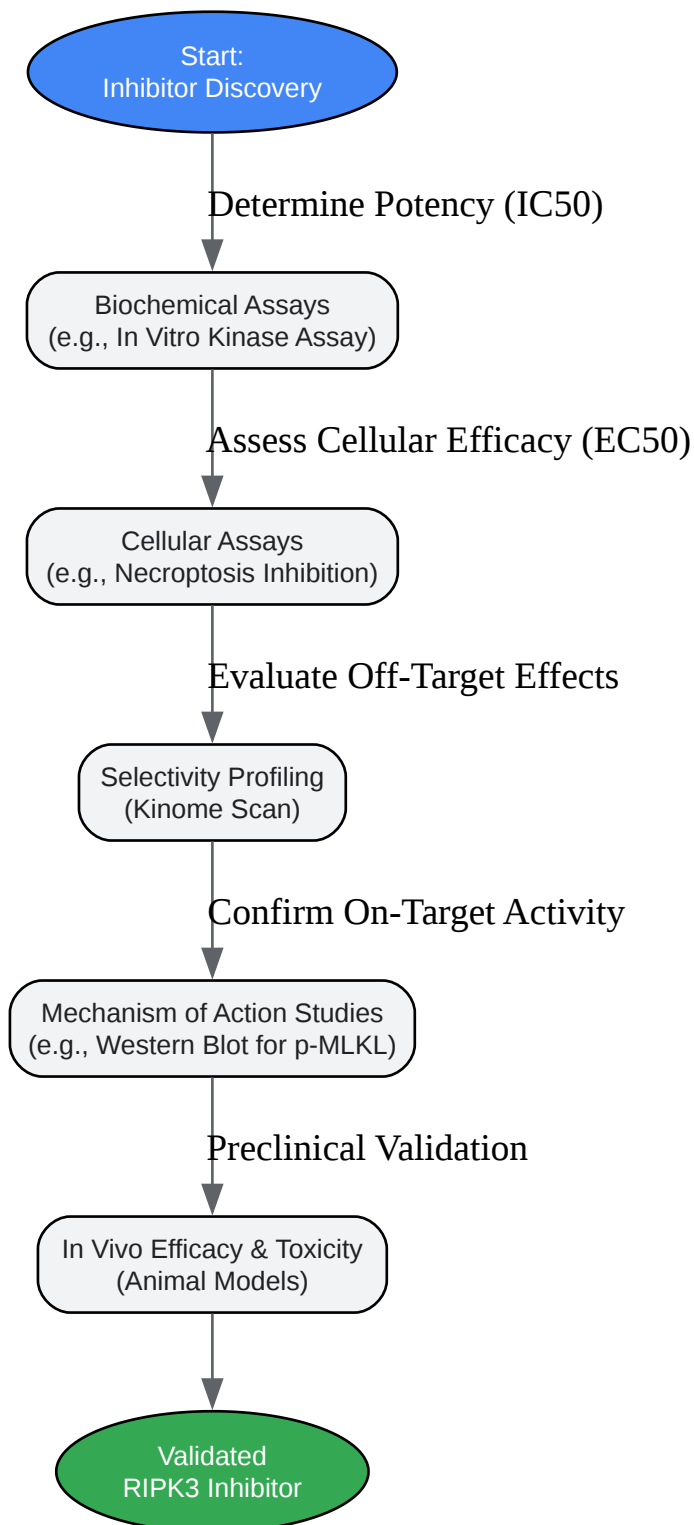 Start:
Inhibitor Discovery
Determine Potency (IC50)
Biochemical Assays
(e.g., In Vitro Kinase Assay)
Assess Cellular Efficacy (EC50)
Cellular Assays
(e.g., Necroptosis Inhibition)
Evaluate Off-Target Effects
Selectivity Profiling
(Kinome Scan)
Confirm On-Target Activity
Mechanism of Action Studies
(e.g., Western Blot for p-MLKL)
Preclinical Validation
In Vivo Efficacy & Toxicity
(Animal Models)
Validated
RIPK3 Inhibitor